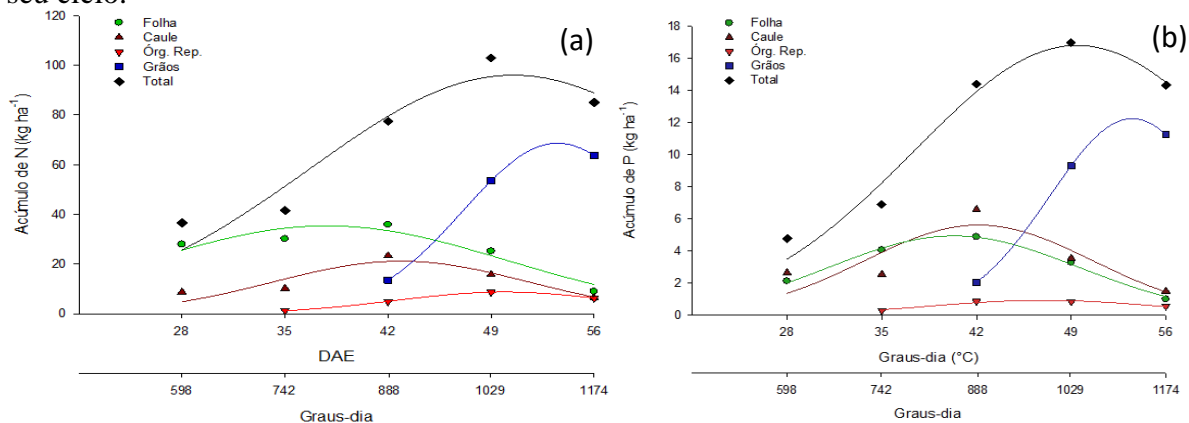 seu ciclo.
120
100
80
60
40
20
0
Acúmulo de N (kg ha⁻¹)
Folha
Caule
Órg. Rep.
Grãos
Total
(a)
28 35 42 49 56
DAE
598 742 888 1029 1174
Graus-dia
18
16
14
12
10
8
6
4
2
0
Acúmulo de P (kg ha⁻¹)
Folha
Caule
Órg. Rep.
Grãos
Total
(b)
28 35 42 49 56
Graus-dia (°C)
598 742 888 1029 1174
Graus-dia